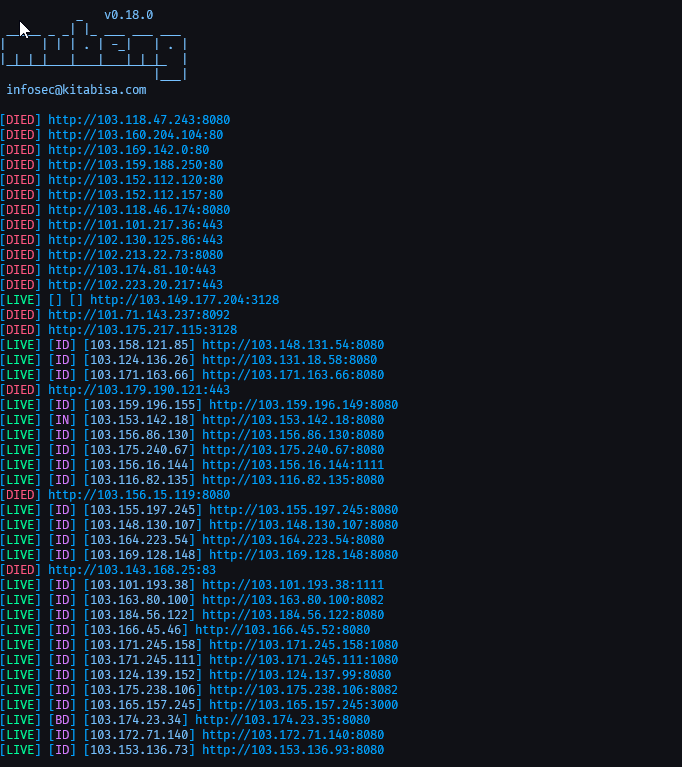 v0.18.0
infosec@kitabisa.com
[DIED] http://103.118.47.243:8080
[DIED] http://103.160.204.104:80
[DIED] http://103.169.142.0:80
[DIED] http://103.159.188.250:80
[DIED] http://103.152.112.120:80
[DIED] http://103.152.112.157:80
[DIED] http://103.118.46.174:8080
[DIED] http://101.101.217.36:443
[DIED] http://102.130.125.86:443
[DIED] http://102.213.22.73:8080
[DIED] http://103.174.81.10:443
[DIED] http://102.223.20.217:443
[LIVE] [] [] http://103.149.177.204:3128
[DIED] http://101.71.143.237:8092
[DIED] http://103.175.217.115:3128
[LIVE] [ID] [103.158.121.85] http://103.148.131.54:8080
[LIVE] [ID] [103.124.136.26] http://103.131.18.58:8080
[LIVE] [ID] [103.171.163.66] http://103.171.163.66:8080
[DIED] http://103.179.190.121:443
[LIVE] [ID] [103.159.196.155] http://103.159.196.149:8080
[LIVE] [IN] [103.153.142.18] http://103.153.142.18:8080
[LIVE] [ID] [103.156.86.130] http://103.156.86.130:8080
[LIVE] [ID] [103.175.240.67] http://103.175.240.67:8080
[LIVE] [ID] [103.156.16.144] http://103.156.16.144:1111
[LIVE] [ID] [103.116.82.135] http://103.116.82.135:8080
[DIED] http://103.156.15.119:8080
[LIVE] [ID] [103.155.197.245] http://103.155.197.245:8080
[LIVE] [ID] [103.148.130.107] http://103.148.130.107:8080
[LIVE] [ID] [103.164.223.54] http://103.164.223.54:8080
[LIVE] [ID] [103.169.128.148] http://103.169.128.148:8080
[DIED] http://103.143.168.25:83
[LIVE] [ID] [103.101.193.38] http://103.101.193.38:1111
[LIVE] [ID] [103.163.80.100] http://103.163.80.100:8082
[LIVE] [ID] [103.184.56.122] http://103.184.56.122:8080
[LIVE] [ID] [103.166.45.46] http://103.166.45.52:8080
[LIVE] [ID] [103.171.245.158] http://103.171.245.158:1080
[LIVE] [ID] [103.171.245.111] http://103.171.245.111:1080
[LIVE] [ID] [103.124.139.152] http://103.124.137.99:8080
[LIVE] [ID] [103.175.238.106] http://103.175.238.106:8082
[LIVE] [ID] [103.165.157.245] http://103.165.157.245:3000
[LIVE] [BD] [103.174.23.34] http://103.174.23.35:8080
[LIVE] [ID] [103.172.71.140] http://103.172.71.140:8080
[LIVE] [ID] [103.153.136.73] http://103.153.136.93:8080